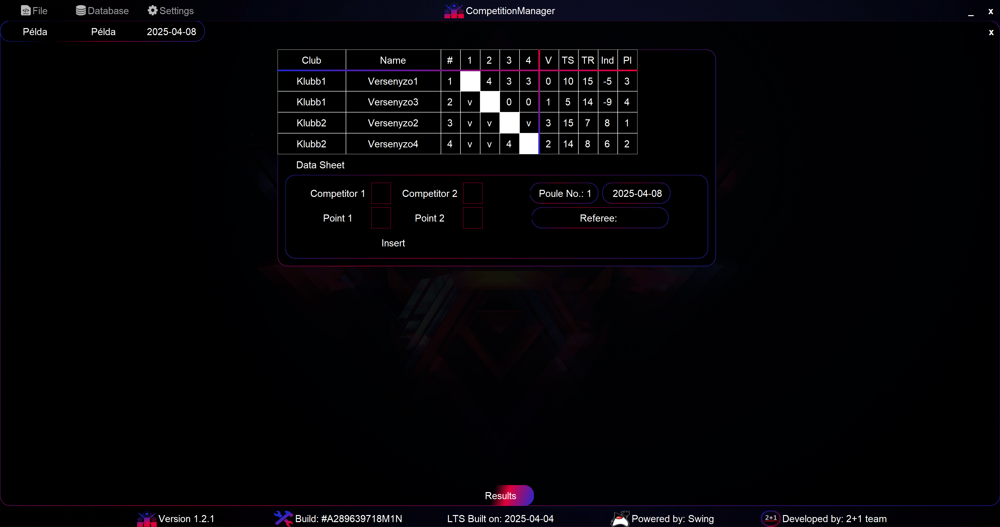 File Database Settings CompetitionManager _ x
Példa Példa 2025-04-08 x
Club Name # 1 2 3 4 V TS TR Ind Pl
Klubb1 Versenyzo1 1 4 3 3 0 10 15 -5 3
Klubb1 Versenyzo3 2 v 0 0 1 5 14 -9 4
Klubb2 Versenyzo2 3 v v v 3 15 7 8 1
Klubb2 Versenyzo4 4 v v 4 2 14 8 6 2
Data Sheet
Competitor 1 Competitor 2 Poule No.: 1 2025-04-08
Point 1 Point 2 Referee:
Insert
Results
Version 1.2.1 Build: #A289639718M1N LTS Built on: 2025-04-04 Powered by: Swing 2+1 Developed by: 2+1 team